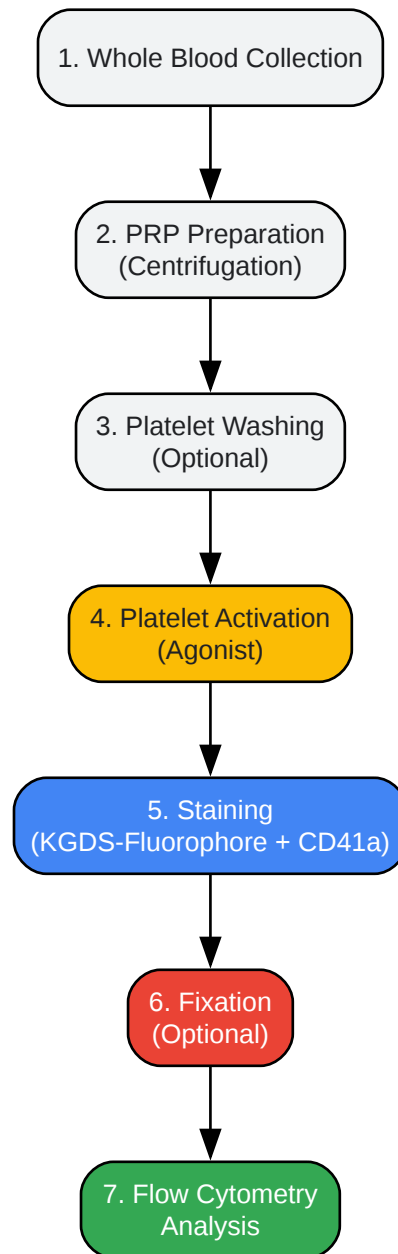 1. Whole Blood Collection
2. PRP Preparation
(Centrifugation)
3. Platelet Washing
(Optional)
4. Platelet Activation
(Agonist)
5. Staining
(KGDS-Fluorophore + CD41a)
6. Fixation
(Optional)
7. Flow Cytometry
Analysis